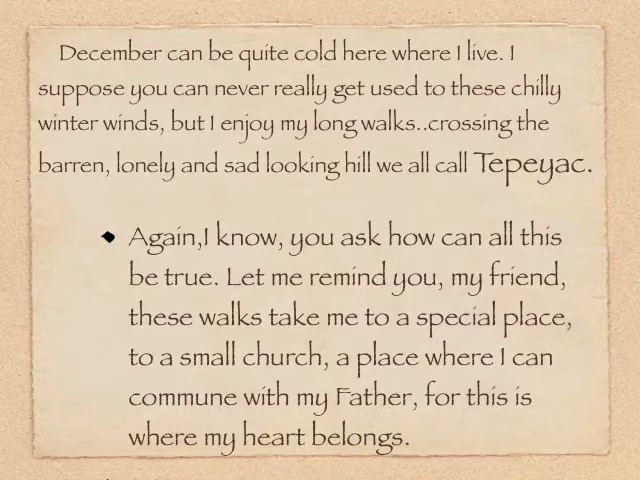 December can be quite cold here where I live. I
suppose you can never really get used to these chilly
winter winds, but I enjoy my long walks..crossing the
barren, lonely and sad looking hill we all call Tepeyac.
Again,I know, you ask how can all this
be true. Let me remind you, my friend,
these walks take me to a special place,
to a small church, a place where I can
commune with my Father, for this is
where my heart belongs.